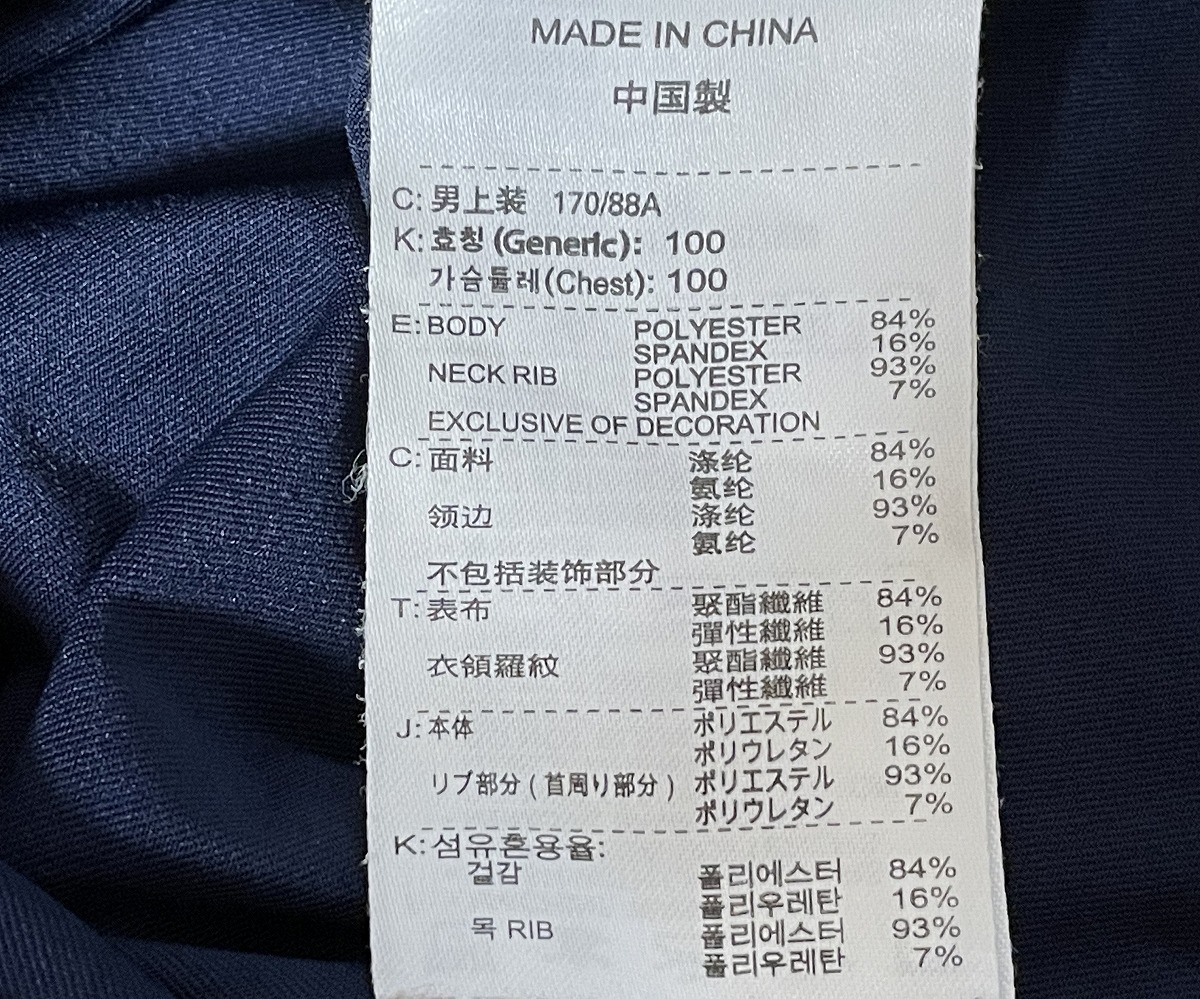 MADE IN CHINA
中国製
C: 男上装 170/88A
K: 호칭 (Generic): 100
가슴둘레(Chest): 100
E: BODY POLYESTER 84%
SPANDEX 16%
NECK RIB POLYESTER 93%
SPANDEX 7%
EXCLUSIVE OF DECORATION
C: 面料 涤纶 84%
氨纶 16%
领边 涤纶 93%
氨纶 7%
不包括装饰部分
T: 表布 聚酯纖維 84%
彈性纖維 16%
衣領羅紋 聚酯纖維 93%
彈性纖維 7%
J: 本体 ポリエステル 84%
ポリウレタン 16%
リブ部分 ( 首周り部分 ) ポリエステル 93%
ポリウレタン 7%
K: 섬유혼용율:
겉감 폴리에스터 84%
폴리우레탄 16%
목 RIB 폴리에스터 93%
폴리우레탄 7%